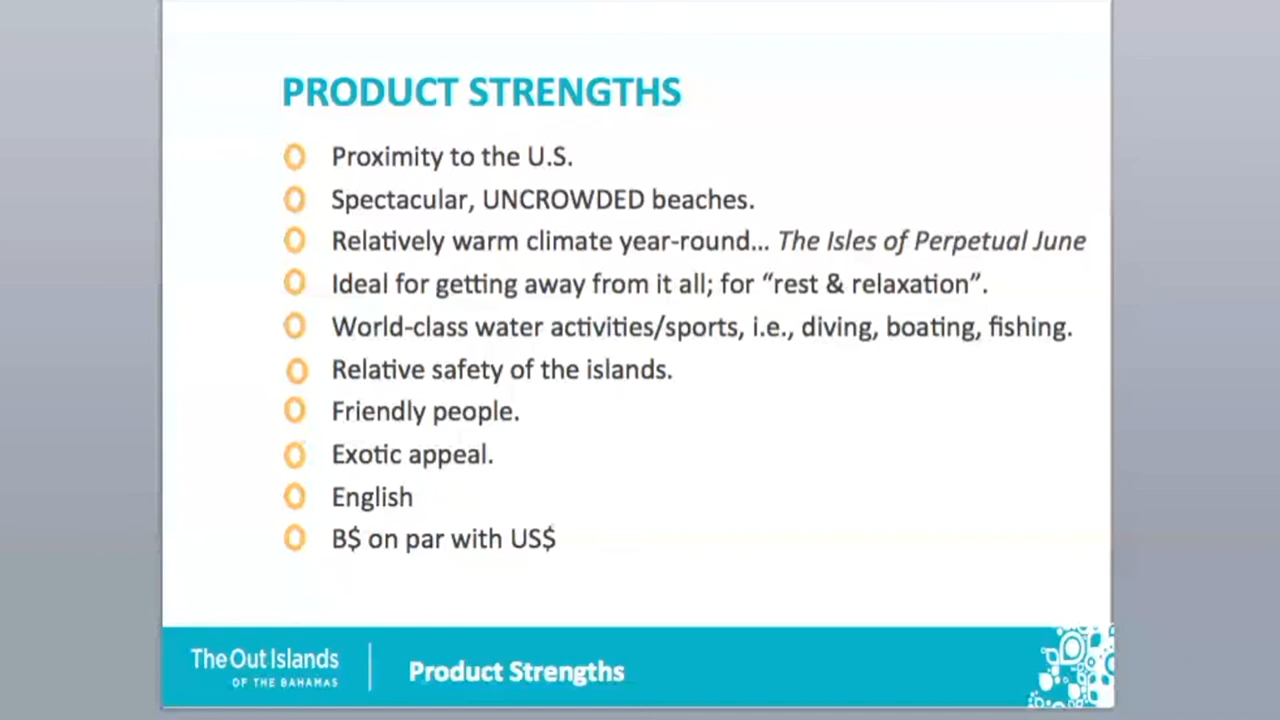 PRODUCT STRENGTHS
Proximity to the U.S.
Spectacular, UNCROWDED beaches.
Relatively warm climate year-round... The Isles of Perpetual June
Ideal for getting away from it all; for “rest & relaxation”.
World-class water activities/sports, i.e., diving, boating, fishing.
Relative safety of the islands.
Friendly people.
Exotic appeal.
English
B$ on par with US$
The Out Islands
OF THE BAHAMAS
Product Strengths